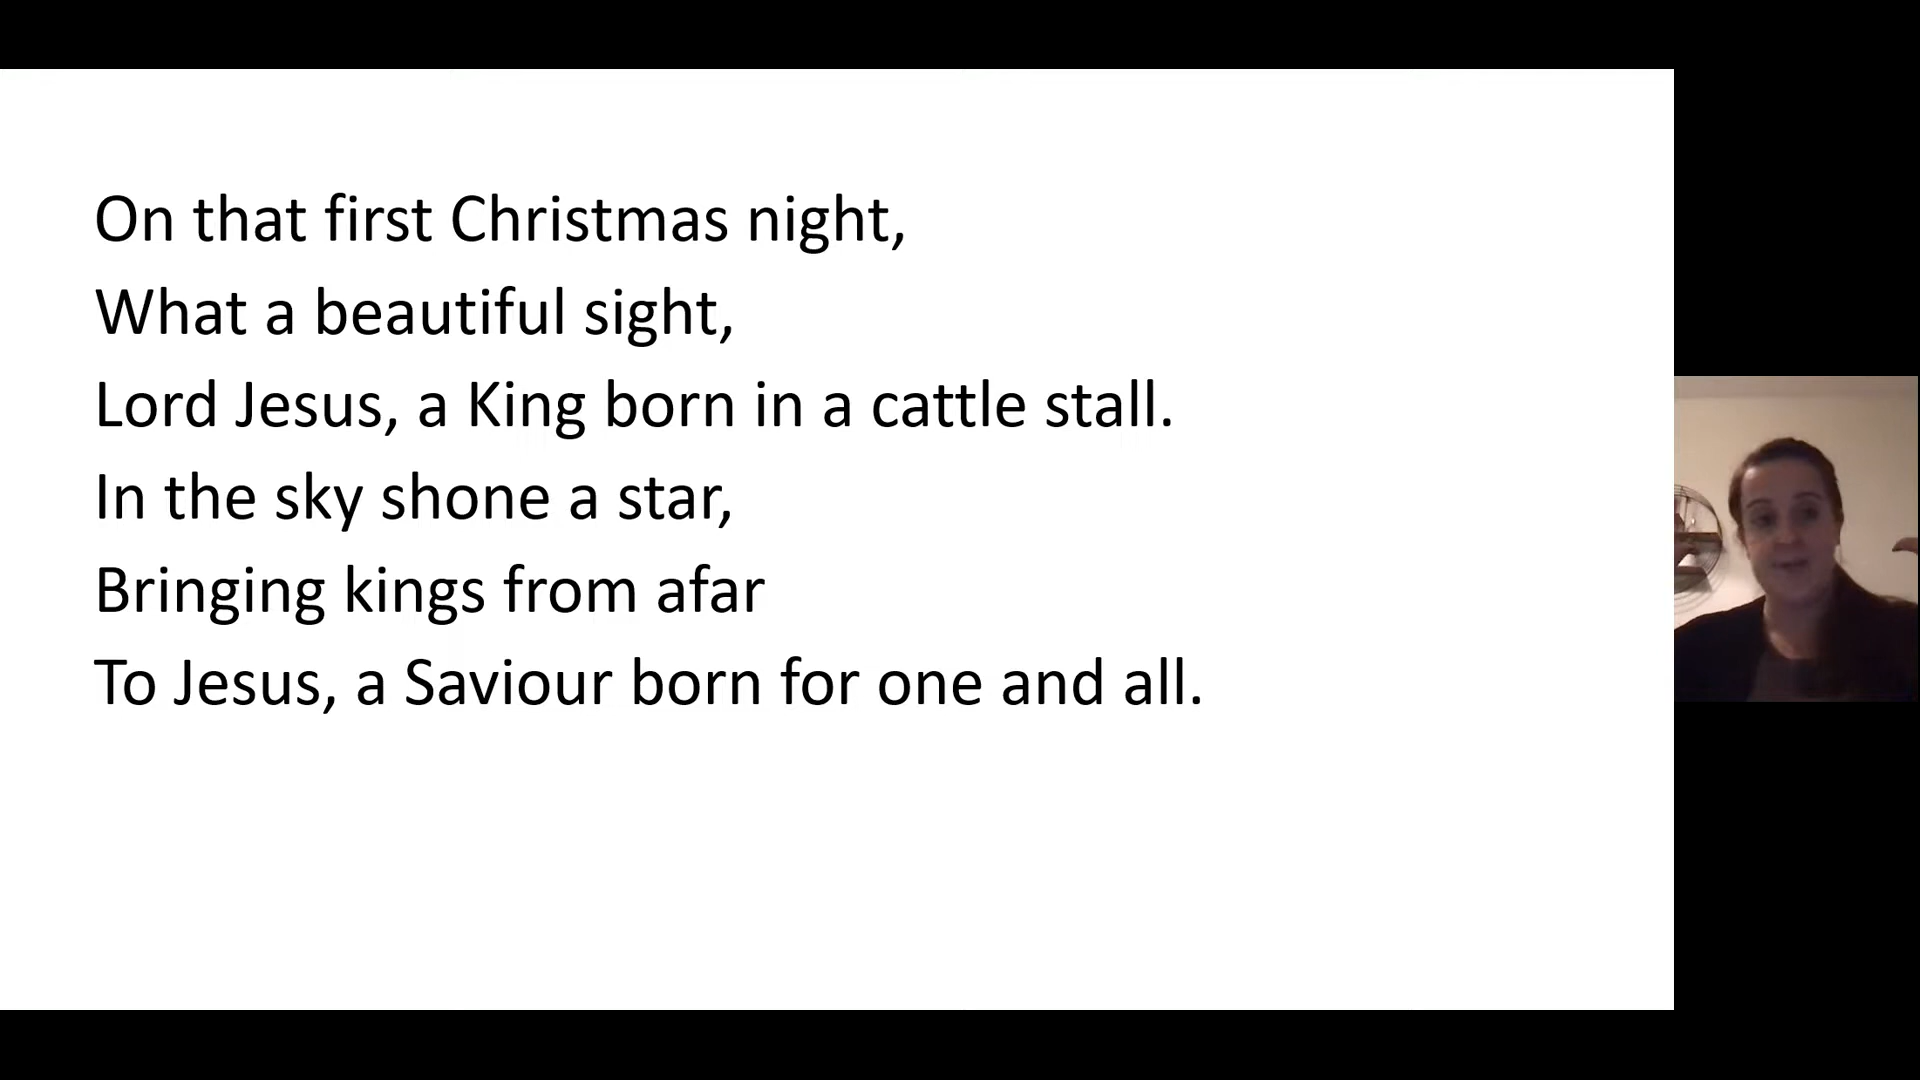 On that first Christmas night,
What a beautiful sight,
Lord Jesus, a King born in a cattle stall.
In the sky shone a star,
Bringing kings from afar
To Jesus, a Saviour born for one and all.